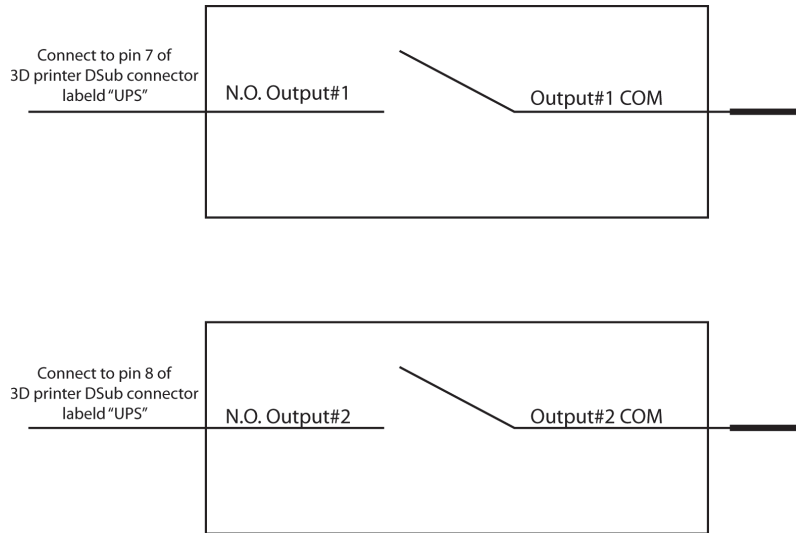 Connect to pin 7 of
3D printer DSub connector
labeld “UPS”
N.O. Output#1
Output#1 COM
Connect to pin 8 of
3D printer DSub connector
labeld “UPS”
N.O. Output#2
Output#2 COM